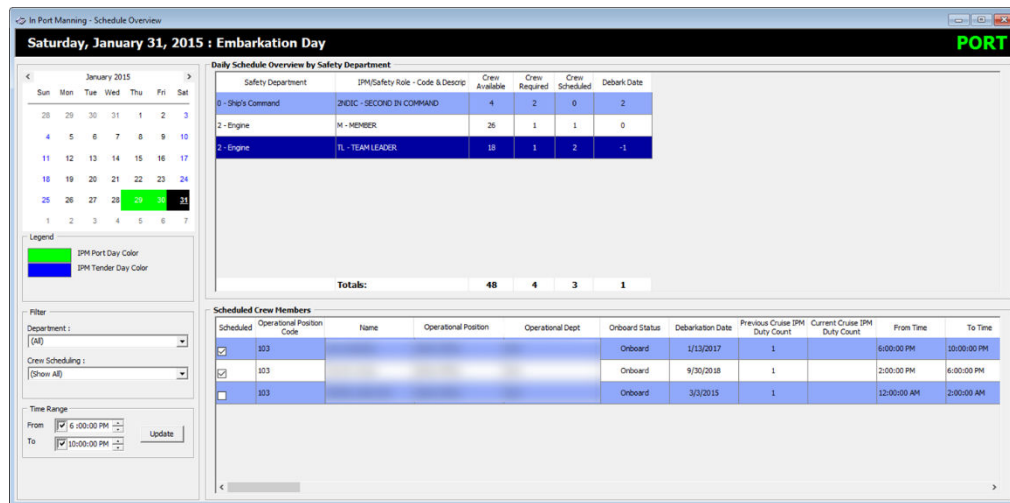 In Port Manning - Schedule Overview
Saturday, January 31, 2015 : Embarkation Day
PORT
January 2015
Sun Mon Tue Wed Thu Fri Sat
28 29 30 31 1 2 3
4 5 6 7 8 9 10
11 12 13 14 15 16 17
18 19 20 21 22 23 24
25 26 27 28 29 30 31
1 2 3 4 5 6 7
Legend
IPM Port Day Color
IPM Tender Day Color
Filter
Department :
(All)
Crew Scheduling :
(Show All)
Time Range
From 6 :00:00 PM
To 10:00:00 PM
Update
Daily Schedule Overview by Safety Department
Safety Department IPM/Safety Role - Code & Descrip Crew Available Crew Required Crew Scheduled Debark Date
0 - Ship's Command 2NDIC - SECOND IN COMMAND 4 2 0 2
2 - Engine M - MEMBER 26 1 1 0
2 - Engine TL - TEAM LEADER 18 1 2 -1
Totals: 48 4 3 1
Scheduled Crew Members
Scheduled Operational Position Code Name Operational Position Operational Dept Onboard Status Debarkation Date Previous Cruise IPM Duty Count Current Cruise IPM Duty Count From Time To Time
103 Onboard 1/13/2017 1 6:00:00 PM 10:00:00 PM
103 Onboard 9/30/2018 1 2:00:00 PM 6:00:00 PM
103 Onboard 3/3/2015 1 12:00:00 AM 2:00:00 AM